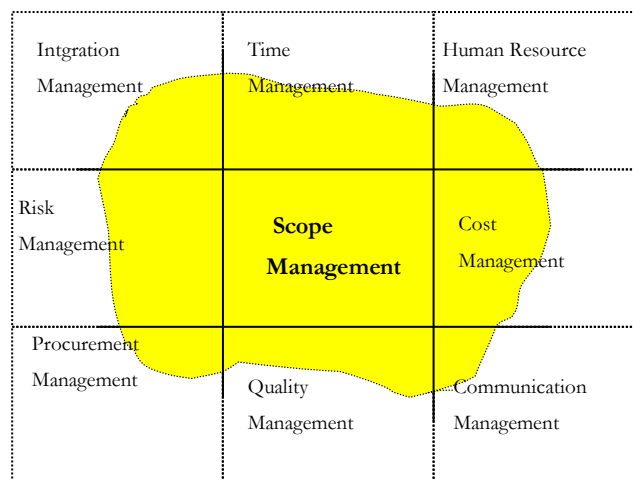 Intgration
Management
Time
Management
Human Resource
Management
Risk
Management
Scope
Management
Cost
Management
Procurement
Management
Quality
Management
Communication
Management